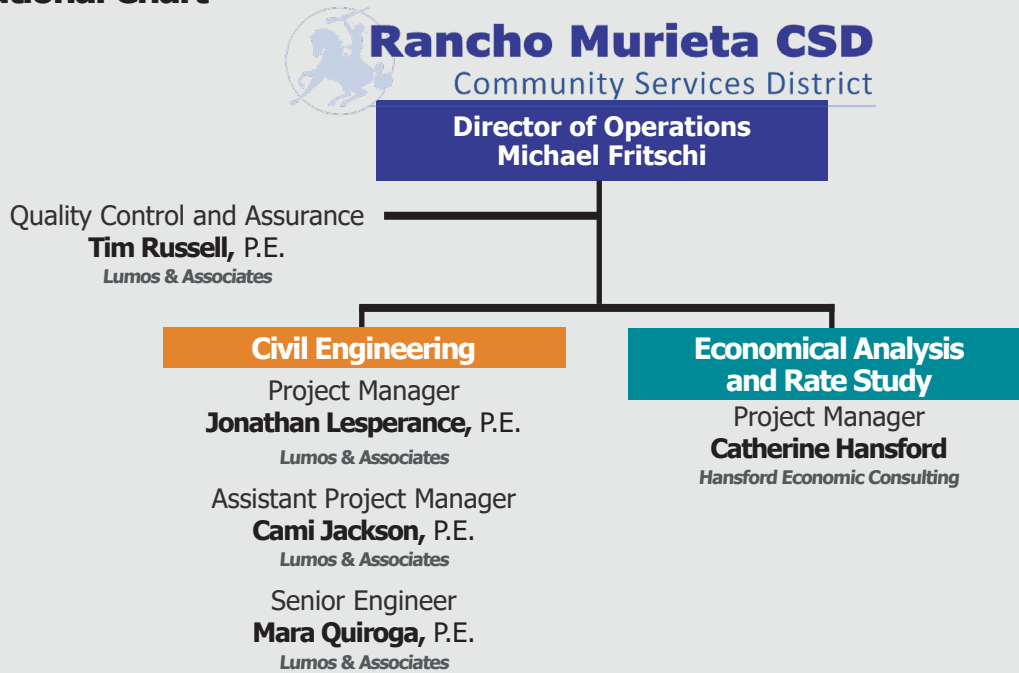 Rancho Murieta CSD
Community Services District
Director of Operations
Michael Fritschi
Quality Control and Assurance
Tim Russell, P.E.
Lumos & Associates
Civil Engineering
Project Manager
Jonathan Lesperance, P.E.
Lumos & Associates
Assistant Project Manager
Cami Jackson, P.E.
Lumos & Associates
Senior Engineer
Mara Quiroga, P.E.
Lumos & Associates
Economical Analysis
and Rate Study
Project Manager
Catherine Hansford
Hansford Economic Consulting